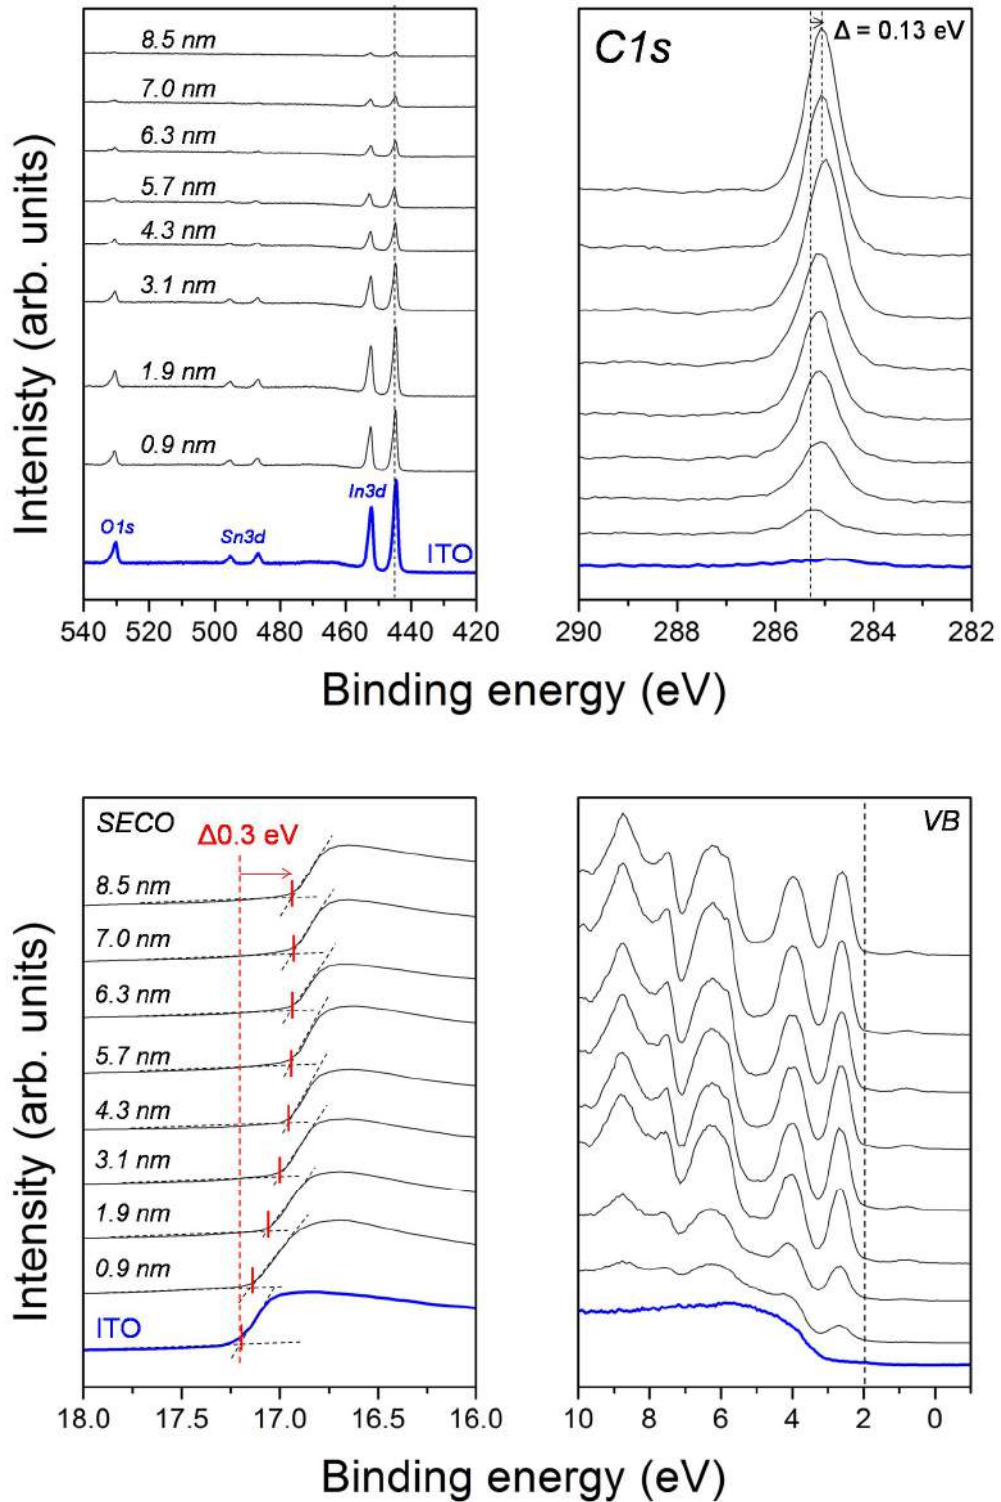 8.5 nm
7.0 nm
6.3 nm
5.7 nm
4.3 nm
3.1 nm
1.9 nm
0.9 nm
O1s
Sn3d
In3d
ITO
Intenisty (arb. units)
540 520 500 480 460 440 420
C1s
Δ = 0.13 eV
290 288 286 284 282
Binding energy (eV)
SECO
Δ0.3 eV
8.5 nm
7.0 nm
6.3 nm
5.7 nm
4.3 nm
3.1 nm
1.9 nm
0.9 nm
ITO
Intensity (arb. units)
18.0 17.5 17.0 16.5 16.0
VB
10 8 6 4 2 0
Binding energy (eV)